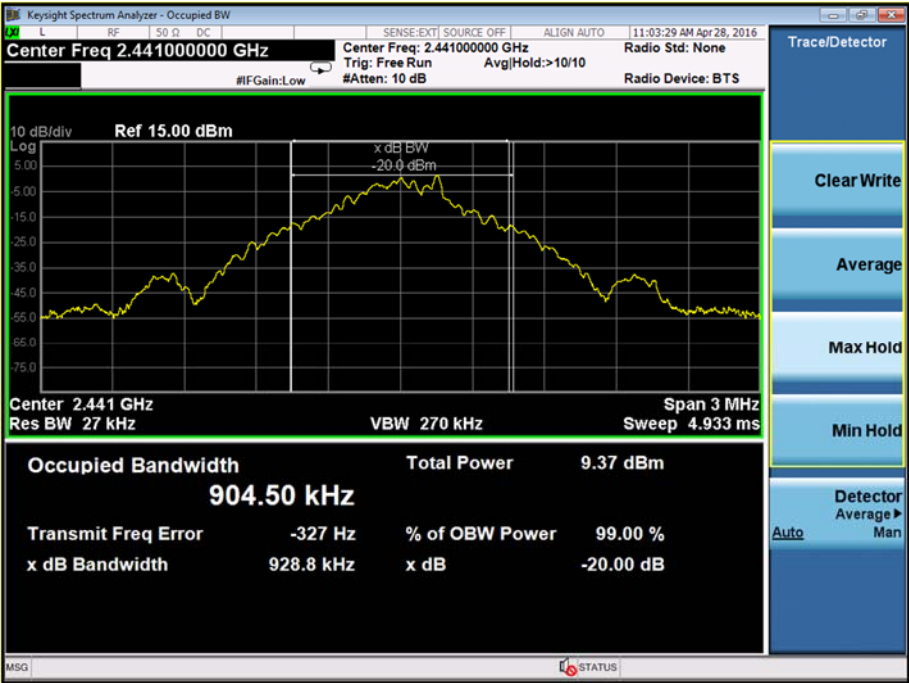 Keysight Spectrum Analyzer - Occupied BW
LXI L RF 50 Ω DC SENSE:EXT SOURCE OFF ALIGN AUTO 11:03:29 AM Apr 28, 2016
Center Freq 2.441000000 GHz
Center Freq: 2.441000000 GHz
Radio Std: None
Trig: Free Run Avg|Hold:>10/10
#IFGain:Low
#Atten: 10 dB
Radio Device: BTS
10 dB/div Ref 15.00 dBm
Log
x dB BW
-20.0 dBm
5.00
-5.00
-15.0
-25.0
-35.0
-45.0
-55.0
-65.0
-75.0
Center 2.441 GHz Span 3 MHz
Res BW 27 kHz VBW 270 kHz Sweep 4.933 ms
Occupied Bandwidth Total Power 9.37 dBm
904.50 kHz
Transmit Freq Error -327 Hz % of OBW Power 99.00 %
x dB Bandwidth 928.8 kHz x dB -20.00 dB
MSG STATUS
Trace/Detector
Clear Write
Average
Max Hold
Min Hold
Detector
Average▶
Auto Man